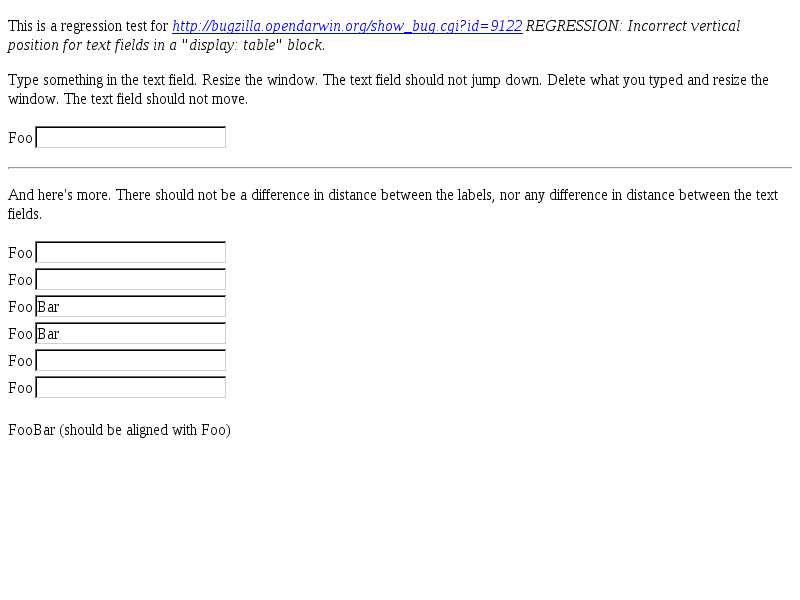 This is a regression test for http://bugzilla.opendarwin.org/show_bug.cgi?id=9122 REGRESSION: Incorrect vertical
position for text fields in a "display: table" block.
Type something in the text field. Resize the window. The text field should not jump down. Delete what you typed and resize the
window. The text field should not move.
Foo
And here's more. There should not be a difference in distance between the labels, nor any difference in distance between the text
fields.
Foo
Foo
Foo Bar
Foo Bar
Foo
Foo
FooBar (should be aligned with Foo)